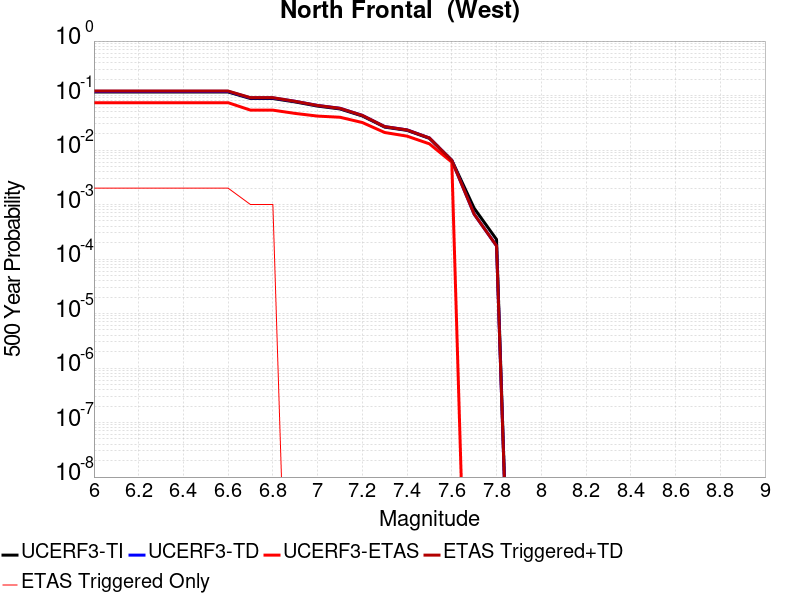 North Frontal  (West)
10^0
10^-1
10^-2
10^-3
10^-4
10^-5
10^-6
10^-7
10^-8
500 Year Probability
6 6.2 6.4 6.6 6.8 7 7.2 7.4 7.6 7.8 8 8.2 8.4 8.6 8.8 9
Magnitude
UCERF3-TI UCERF3-TD UCERF3-ETAS ETAS Triggered+TD
ETAS Triggered Only